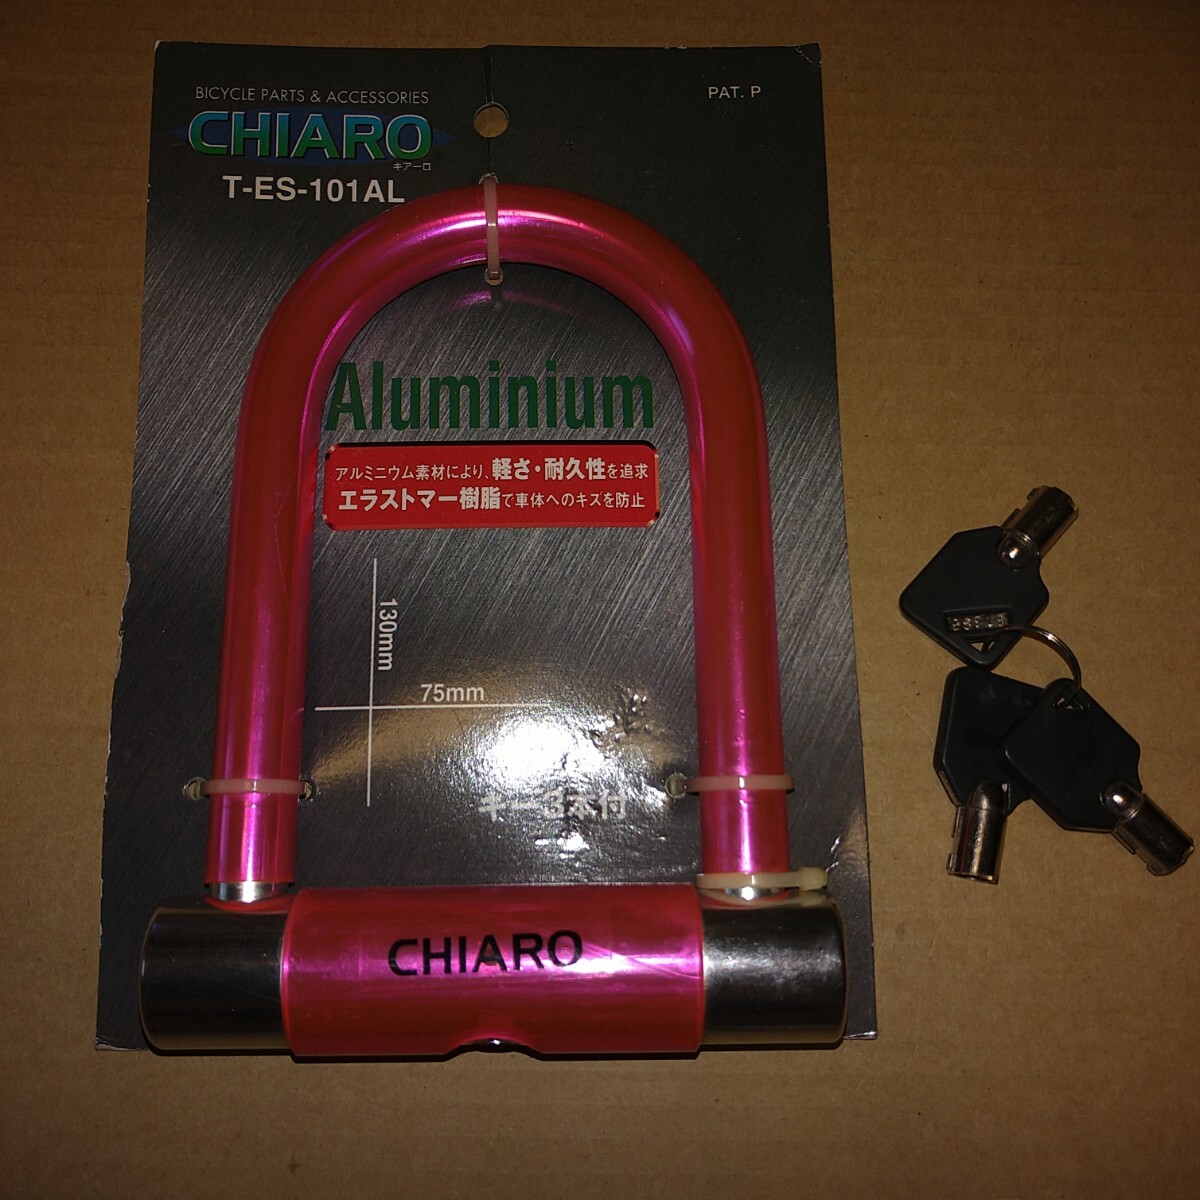 BICYCLE PARTS & ACCESSORIES
PAT. P
CHIARO
キアーロ
T-ES-101AL
Aluminium
アルミニウム素材により、軽さ・耐久性を追求
エラストマー樹脂で車体へのキズを防止
130mm
75mm
キー3本付
CHIARO